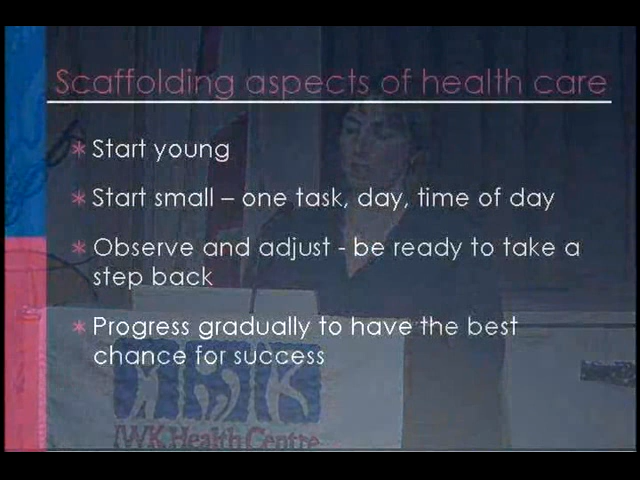 Scaffolding aspects of health care
Start young
Start small – one task, day, time of day
Observe and adjust - be ready to take a
step back
Progress gradually to have the best
chance for success
IWK Health Centre